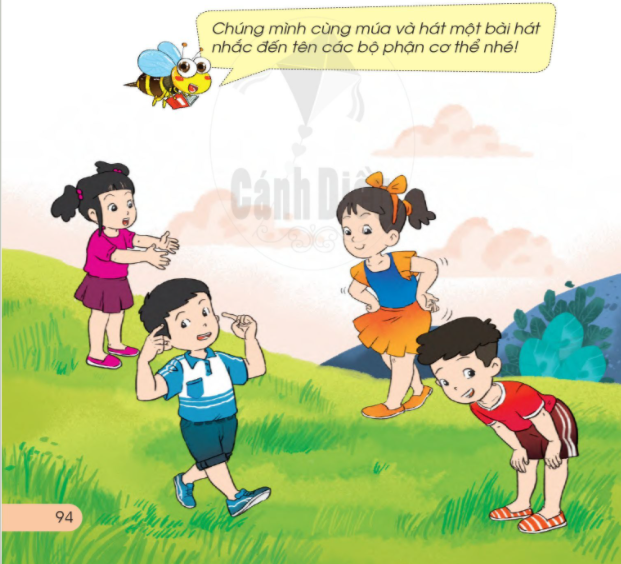 Chúng mình cùng múa và hát một bài hát
nhắc đến tên các bộ phận cơ thể nhé!
Cánh Diều
94